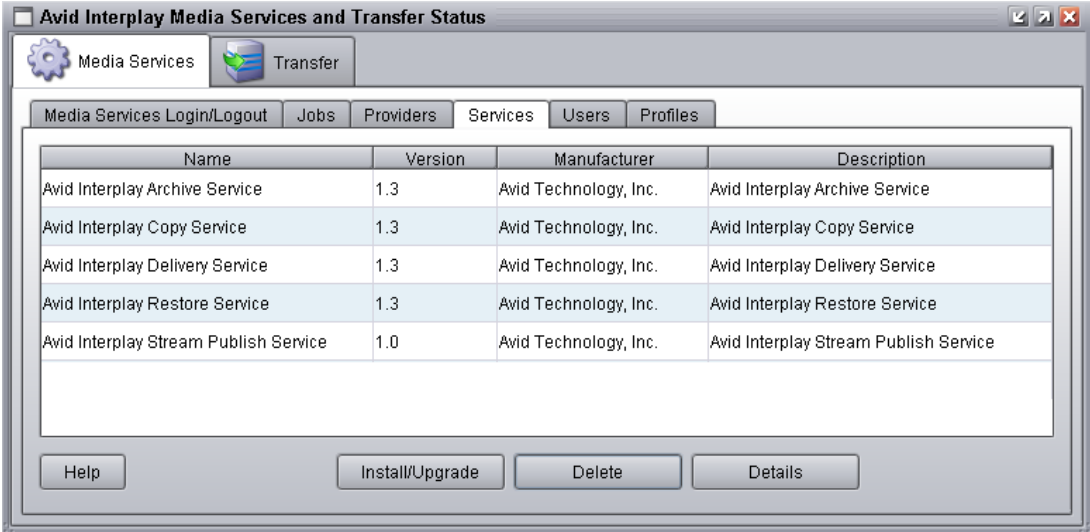 Avid Interplay Media Services and Transfer Status
Media Services Transfer
Media Services Login/Logout Jobs Providers Services Users Profiles
Name Version Manufacturer Description
Avid Interplay Archive Service 1.3 Avid Technology, Inc. Avid Interplay Archive Service
Avid Interplay Copy Service 1.3 Avid Technology, Inc. Avid Interplay Copy Service
Avid Interplay Delivery Service 1.3 Avid Technology, Inc. Avid Interplay Delivery Service
Avid Interplay Restore Service 1.3 Avid Technology, Inc. Avid Interplay Restore Service
Avid Interplay Stream Publish Service 1.0 Avid Technology, Inc. Avid Interplay Stream Publish Service
Help Install/Upgrade Delete Details